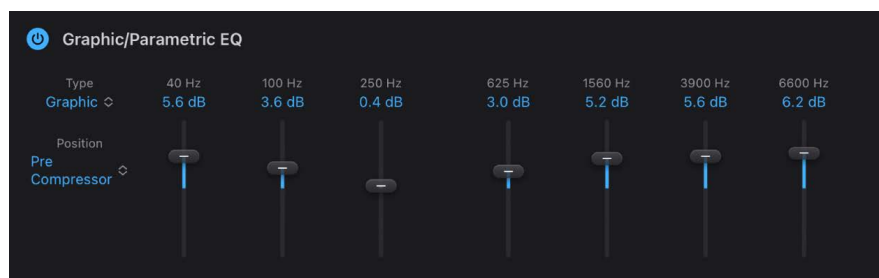 Graphic/Parametric EQ
Type 40 Hz 100 Hz 250 Hz 625 Hz 1560 Hz 3900 Hz 6600 Hz
Graphic 5.6 dB 3.6 dB 0.4 dB 3.0 dB 5.2 dB 5.6 dB 6.2 dB
Position
Pre
Compressor